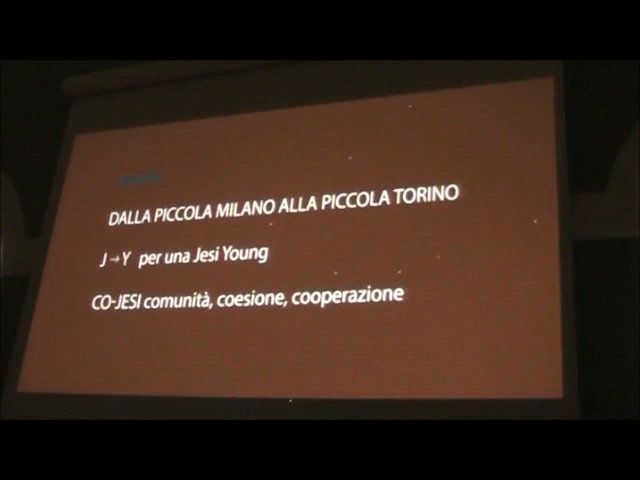 DALLA PICCOLA MILANO ALLA PICCOLA TORINO
J→Y per una Jesi Young
CO-JESI comunità, coesione, cooperazione